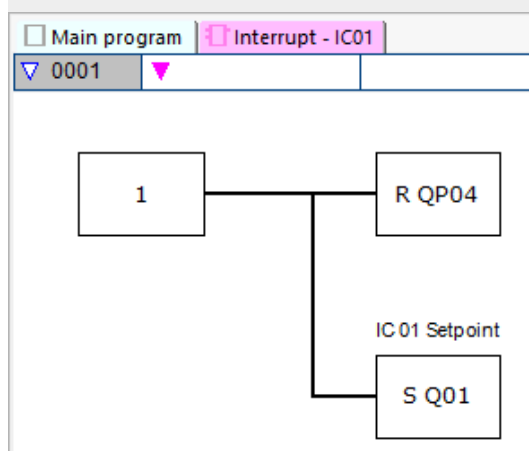 Main program Interrupt - IC01
0001
1
R QP04
IC 01 Setpoint
S Q01